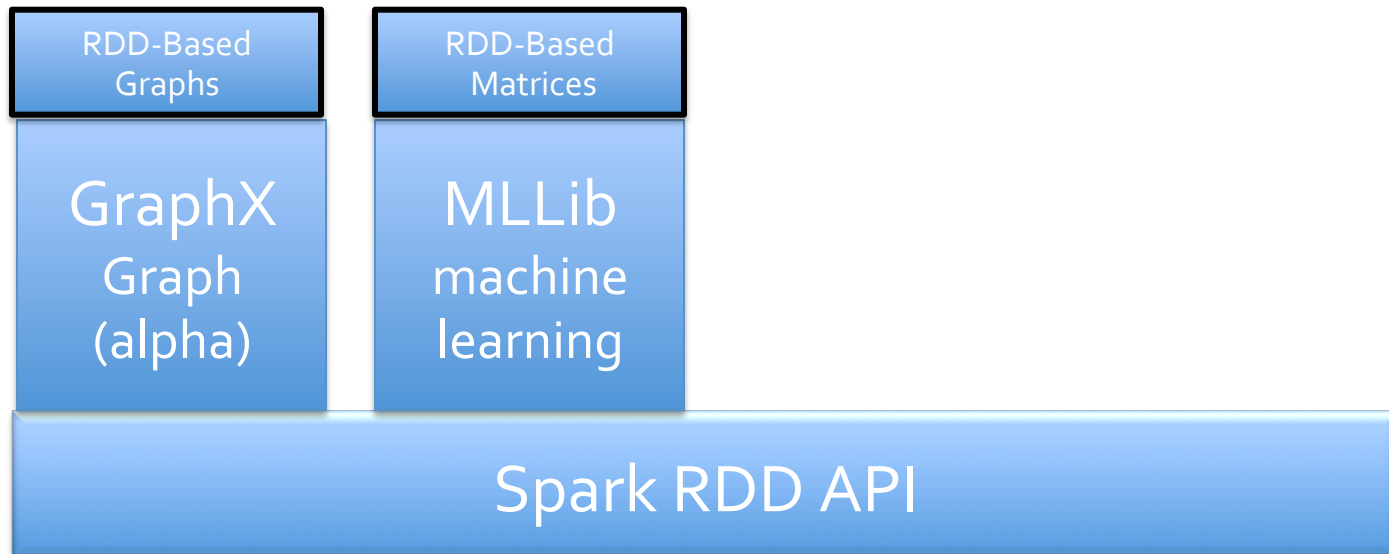 RDD-Based
Graphs
RDD-Based
Matrices
GraphX
Graph
(alpha)
MLLib
machine
learning
Spark RDD API